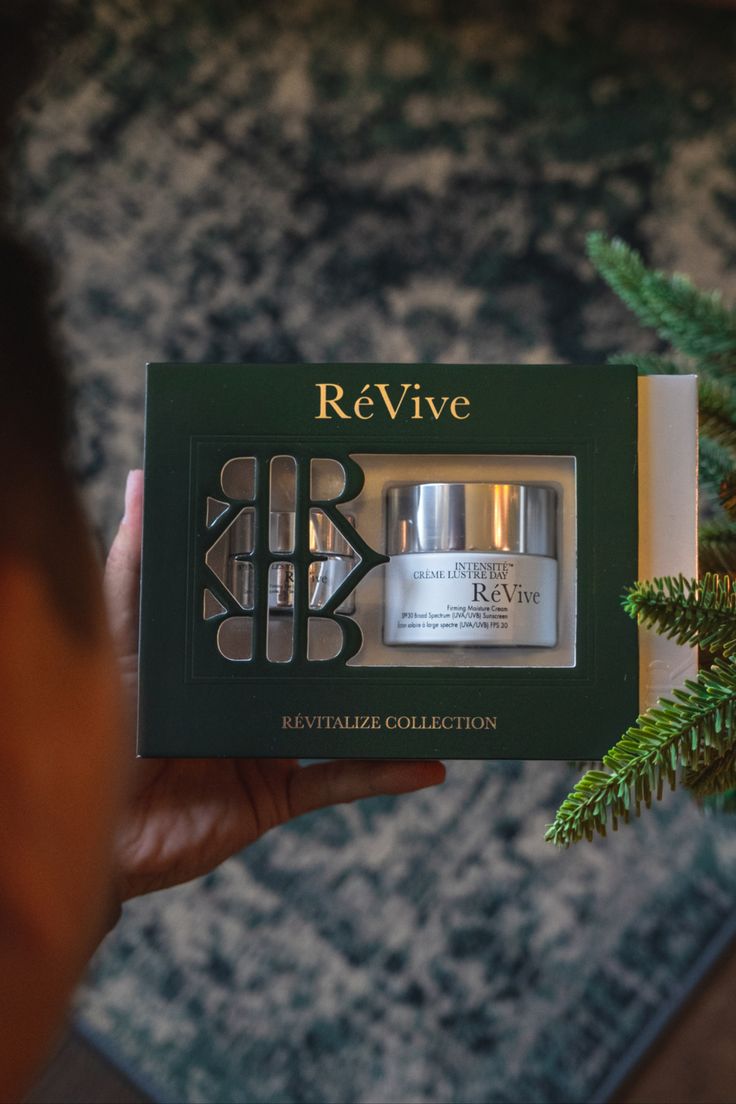 RéVive
INTENSITÉ™
CRÈME LUSTRE DAY
RéVive
Firming Moisture Cream
SPF30 Broad Spectrum (UVA/UVB) Sunscreen
Écran solaire à large spectre (UVA/UVB) FPS 30
RéVive
RÉVITALIZE COLLECTION